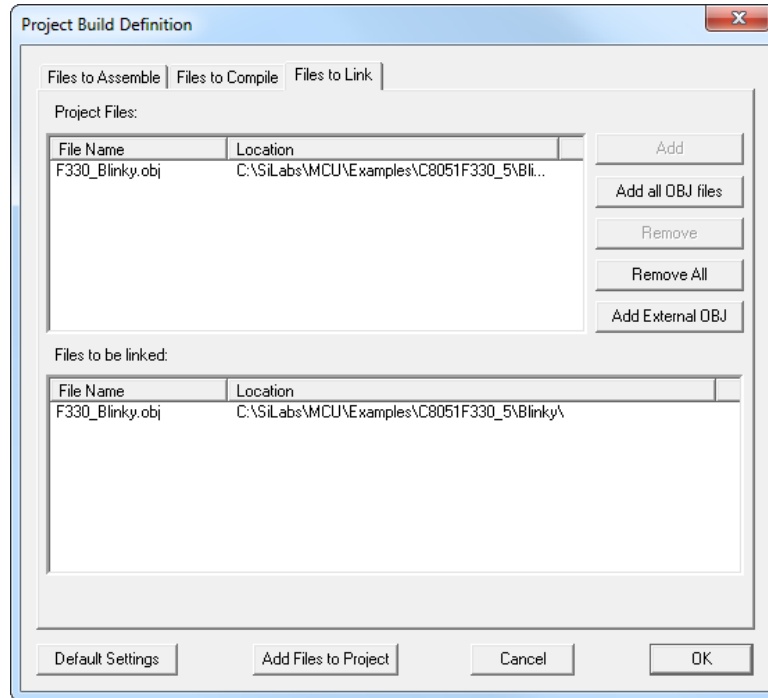 Project Build Definition
Files to Assemble Files to Compile Files to Link
Project Files:
File Name Location
F330_Blinky.obj C:\SiLabs\MCU\Examples\C8051F330_5\Bli...
Add
Add all OBJ files
Remove
Remove All
Add External OBJ
Files to be linked:
File Name Location
F330_Blinky.obj C:\SiLabs\MCU\Examples\C8051F330_5\Blinky\
Default Settings Add Files to Project Cancel OK